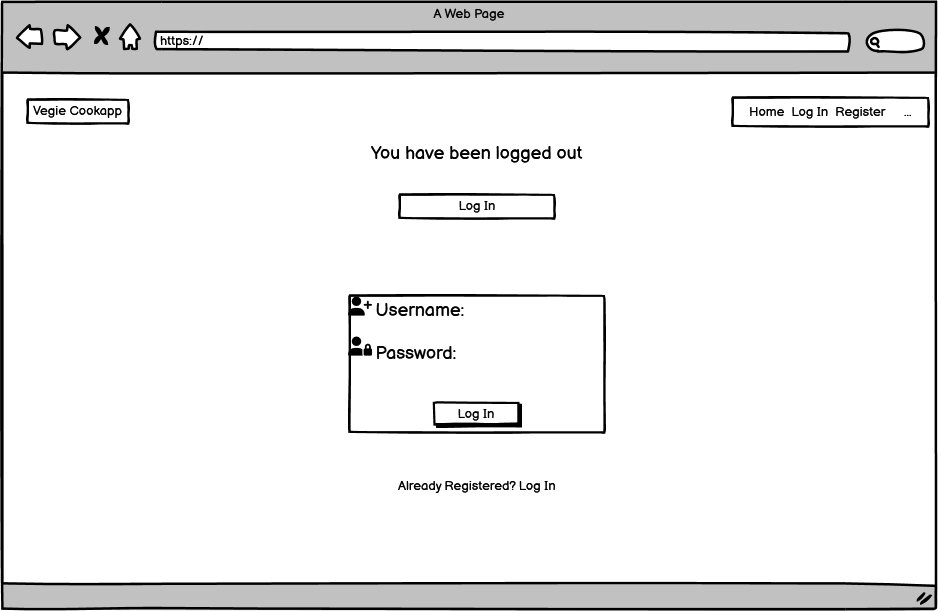 A Web Page
https://
Vegie Cookapp
Home Log In Register ...
You have been logged out
Log In
Username:
Password:
Log In
Already Registered? Log In